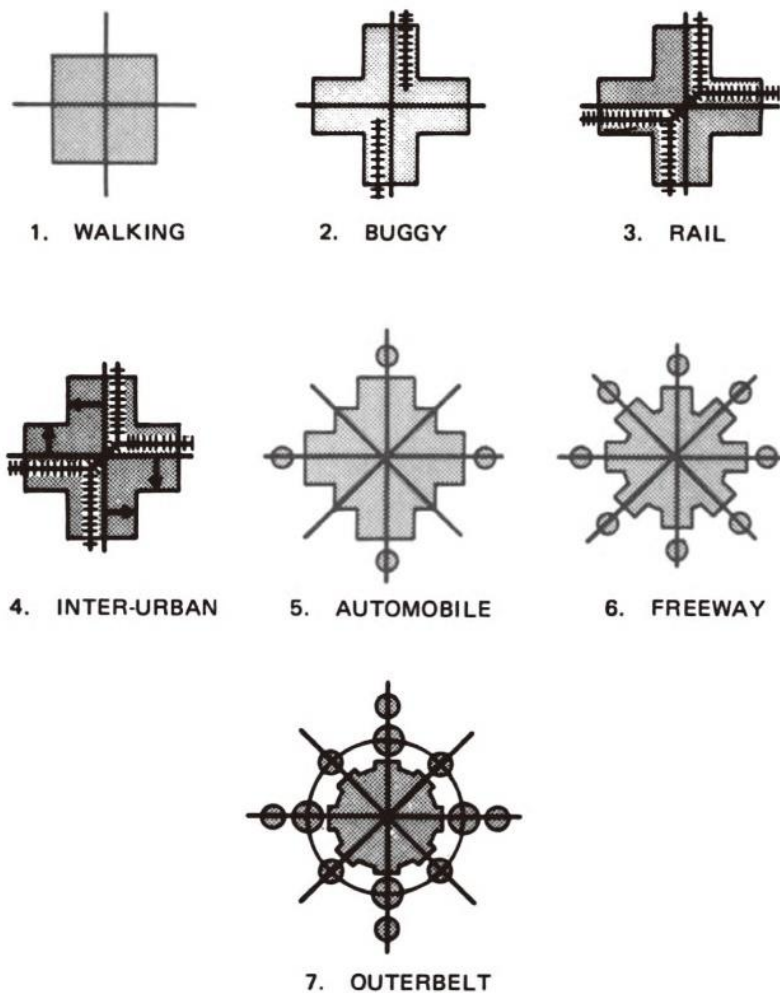 1. WALKING
2. BUGGY
3. RAIL
4. INTER-URBAN
5. AUTOMOBILE
6. FREEWAY
7. OUTERBELT